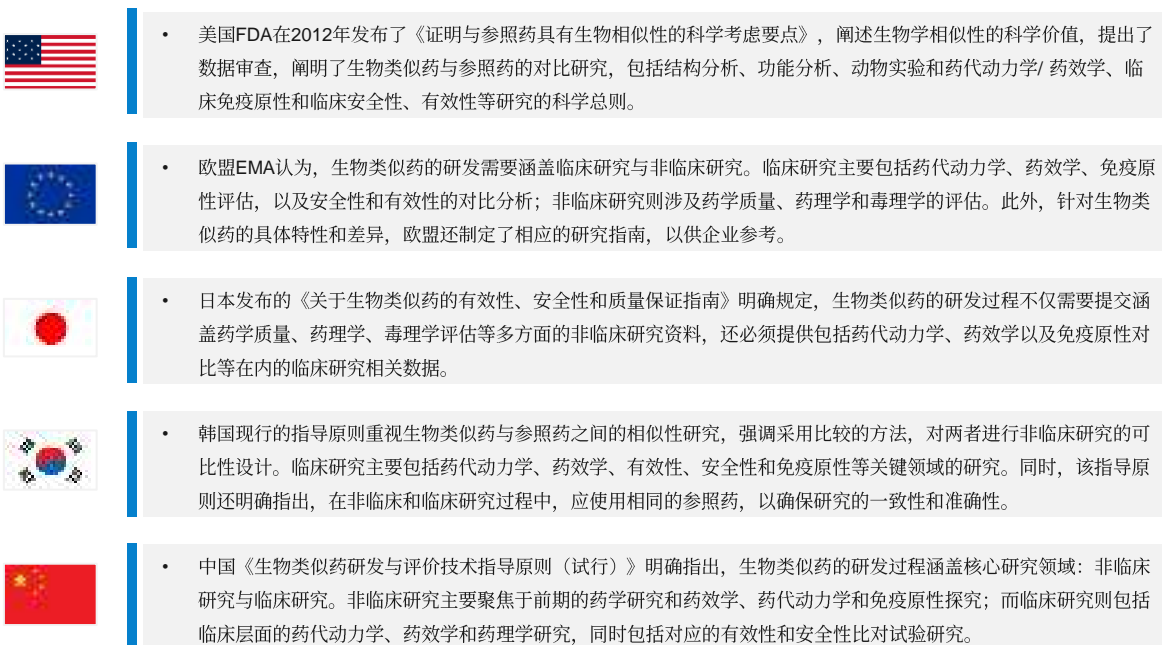 • 美国FDA在2012年发布了《证明与参照药具有生物相似性的科学考虑要点》，阐述生物学相似性的科学价值，提出了
数据审查，阐明了生物类似药与参照药的对比研究，包括结构分析、功能分析、动物实验和药代动力学/ 药效学、临
床免疫原性和临床安全性、有效性等研究的科学总则。
• 欧盟EMA认为，生物类似药的研发需要涵盖临床研究与非临床研究。临床研究主要包括药代动力学、药效学、免疫原
性评估，以及安全性和有效性的对比分析；非临床研究则涉及药学质量、药理学和毒理学的评估。此外，针对生物类
似药的具体特性和差异，欧盟还制定了相应的研究指南，以供企业参考。
• 日本发布的《关于生物类似药的有效性、安全性和质量保证指南》明确规定，生物类似药的研发过程不仅需要提交涵
盖药学质量、药理学、毒理学评估等多方面的非临床研究资料，还必须提供包括药代动力学、药效学以及免疫原性对
比等在内的临床研究相关数据。
• 韩国现行的指导原则重视生物类似药与参照药之间的相似性研究，强调采用比较的方法，对两者进行非临床研究的可
比性设计。临床研究主要包括药代动力学、药效学、有效性、安全性和免疫原性等关键领域的研究。同时，该指导原
则还明确指出，在非临床和临床研究过程中，应使用相同的参照药，以确保研究的一致性和准确性。
• 中国《生物类似药研发与评价技术指导原则（试行）》明确指出，生物类似药的研发过程涵盖核心研究领域：非临床
研究与临床研究。非临床研究主要聚焦于前期的药学研究和药效学、药代动力学和免疫原性探究；而临床研究则包括
临床层面的药代动力学、药效学和药理学研究，同时包括对应的有效性和安全性比对试验研究。